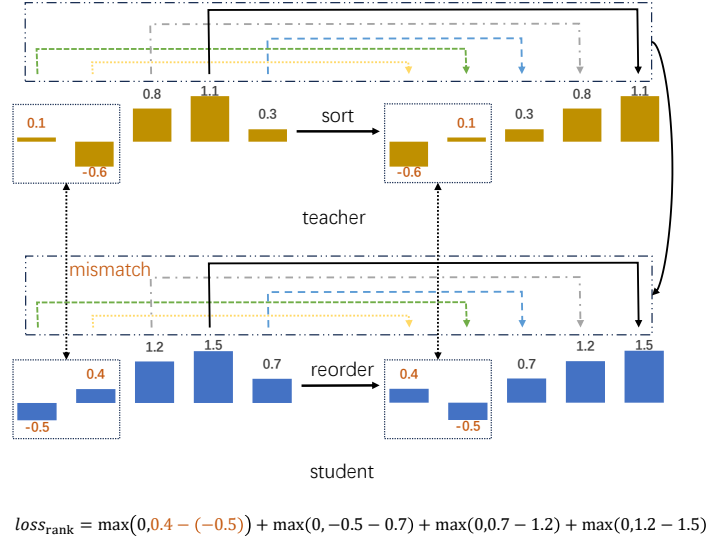 0.8 1.1 0.8 1.1
0.1 0.3 sort 0.1 0.3
-0.6 -0.6
teacher
mismatch
1.2 1.5 0.7 1.2 1.5
0.4 0.7 reorder 0.4
-0.5 -0.5
student
loss_rank = max(0,0.4 − (−0.5)) + max(0, −0.5 − 0.7) + max(0,0.7 − 1.2) + max(0,1.2 − 1.5)